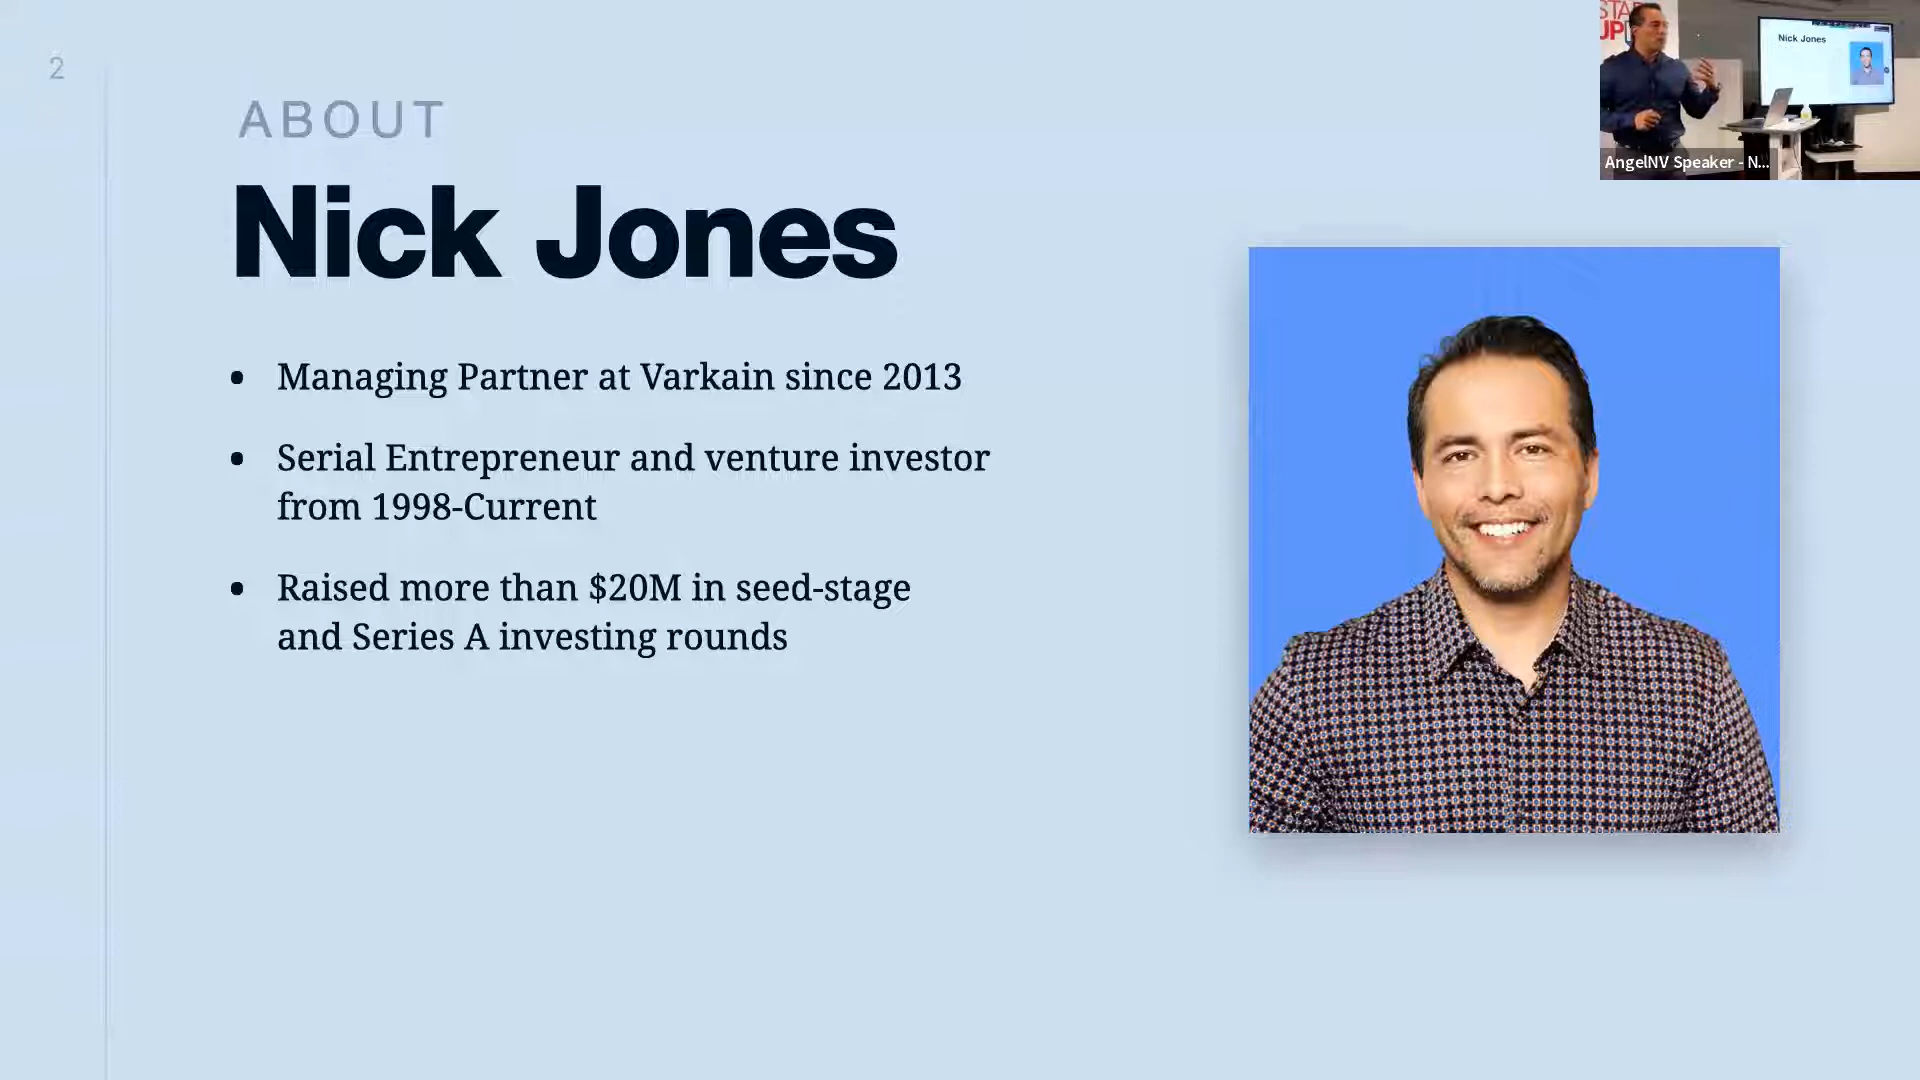 2
ABOUT
Nick Jones
• Managing Partner at Varkain since 2013
• Serial Entrepreneur and venture investor
from 1998-Current
• Raised more than $20M in seed-stage
and Series A investing rounds
Nick Jones
AngelNV Speaker - N...